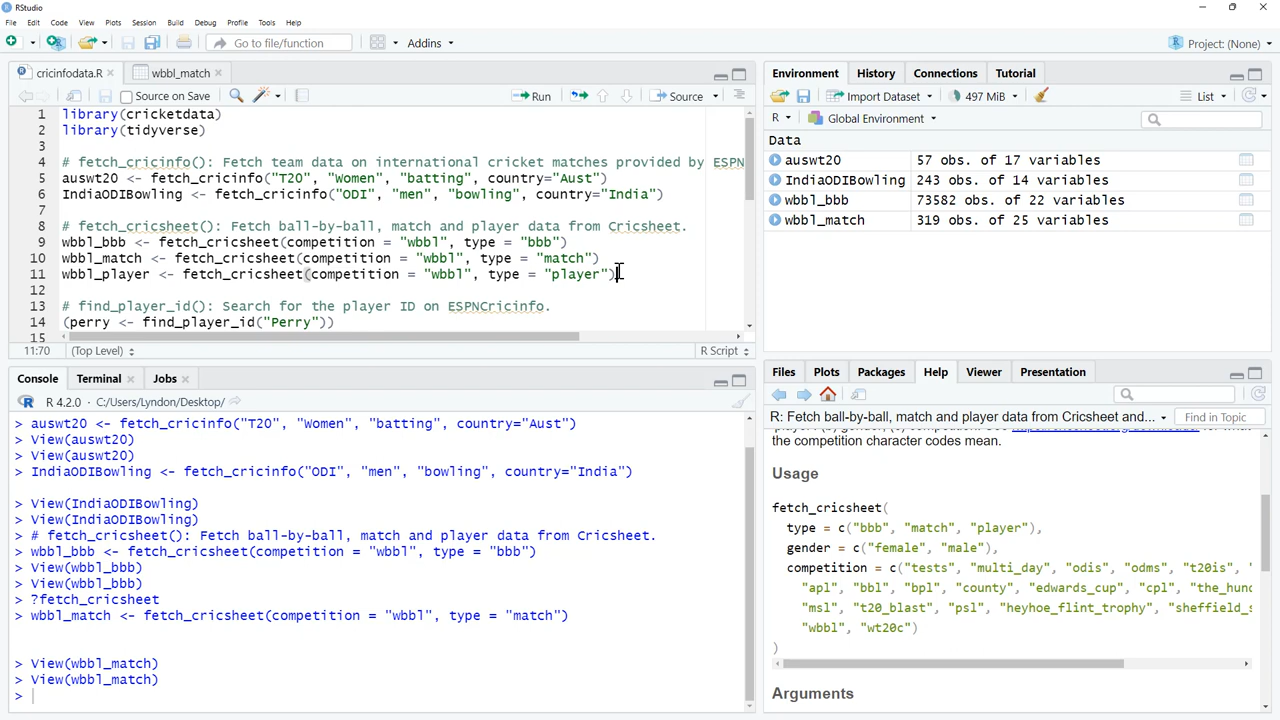 RStudio
File Edit Code View Plots Session Build Debug Profile Tools Help
Go to file/function Addins Project: (None)
cricinfodata.R wbbl_match
Source on Save Run Source
1 library(cricketdata)
2 library(tidyverse)
3
4 # fetch_cricinfo(): Fetch team data on international cricket matches provided by ESPN
5 auswt20 <- fetch_cricinfo("T20", "Women", "batting", country="Aust")
6 IndiaODIBowling <- fetch_cricinfo("ODI", "men", "bowling", country="India")
7
8 # fetch_cricsheet(): Fetch ball-by-ball, match and player data from Cricsheet.
9 wbbl_bbb <- fetch_cricsheet(competition = "wbbl", type = "bbb")
10 wbbl_match <- fetch_cricsheet(competition = "wbbl", type = "match")
11 wbbl_player <- fetch_cricsheet(competition = "wbbl", type = "player")
12
13 # find_player_id(): Search for the player ID on ESPNCricinfo.
14 (perry <- find_player_id("Perry"))
15
11:70 (Top Level) R Script
Console Terminal Jobs
R 4.2.0 · C:/Users/Lyndon/Desktop/
> auswt20 <- fetch_cricinfo("T20", "Women", "batting", country="Aust")
> View(auswt20)
> View(auswt20)
> IndiaODIBowling <- fetch_cricinfo("ODI", "men", "bowling", country="India")
> View(IndiaODIBowling)
> View(IndiaODIBowling)
> # fetch_cricsheet(): Fetch ball-by-ball, match and player data from Cricsheet.
> wbbl_bbb <- fetch_cricsheet(competition = "wbbl", type = "bbb")
> View(wbbl_bbb)
> View(wbbl_bbb)
> ?fetch_cricsheet
> wbbl_match <- fetch_cricsheet(competition = "wbbl", type = "match")
> View(wbbl_match)
> View(wbbl_match)
>
Environment History Connections Tutorial
Import Dataset 497 MiB List
R Global Environment
Data
auswt20 57 obs. of 17 variables
IndiaODIBowling 243 obs. of 14 variables
wbbl_bbb 73582 obs. of 22 variables
wbbl_match 319 obs. of 25 variables
Files Plots Packages Help Viewer Presentation
R: Fetch ball-by-ball, match and player data from Cricsheet and... Find in Topic
the competition character codes mean.
Usage
fetch_cricsheet(
type = c("bbb", "match", "player"),
gender = c("female", "male"),
competition = c("tests", "multi_day", "odis", "odms", "t20is", "
"apl", "bbl", "bpl", "county", "edwards_cup", "cpl", "the_hund
"msl", "t20_blast", "psl", "heyhoe_flint_trophy", "sheffield_s
"wbbl", "wt20c")
)
Arguments